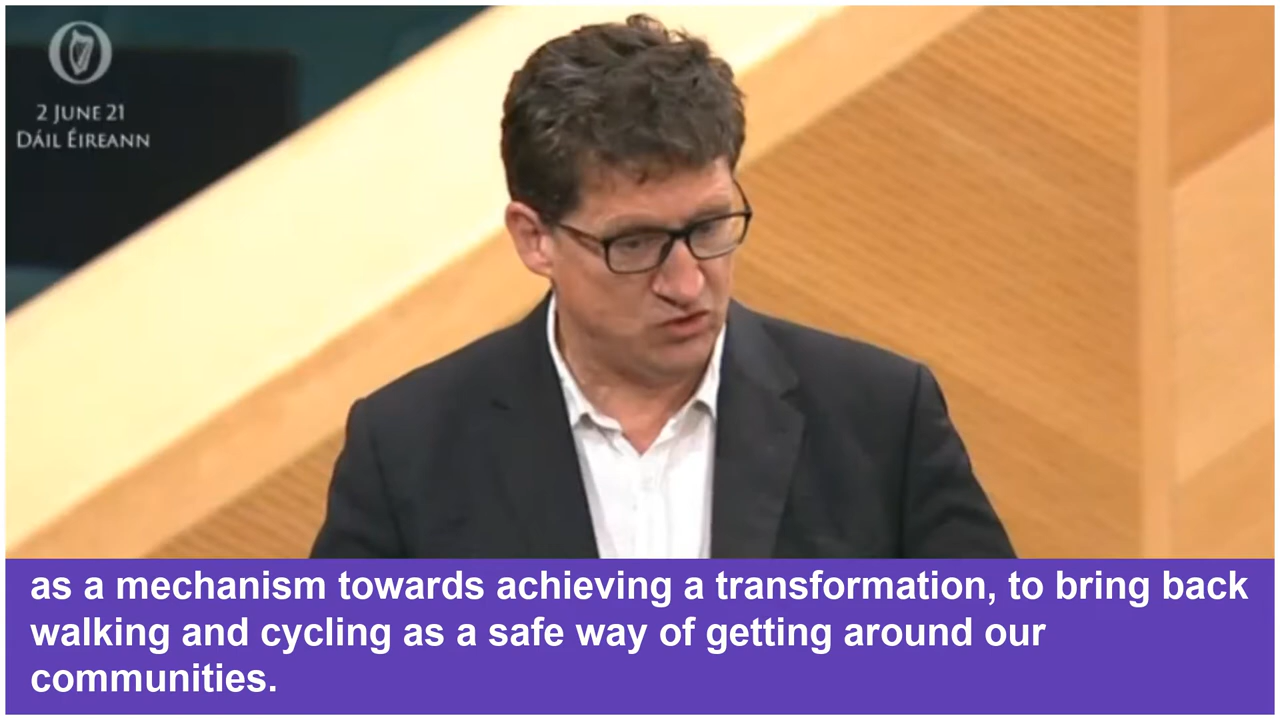 2 JUNE 21
DÁIL ÉIREANN
as a mechanism towards achieving a transformation, to bring back
walking and cycling as a safe way of getting around our
communities.